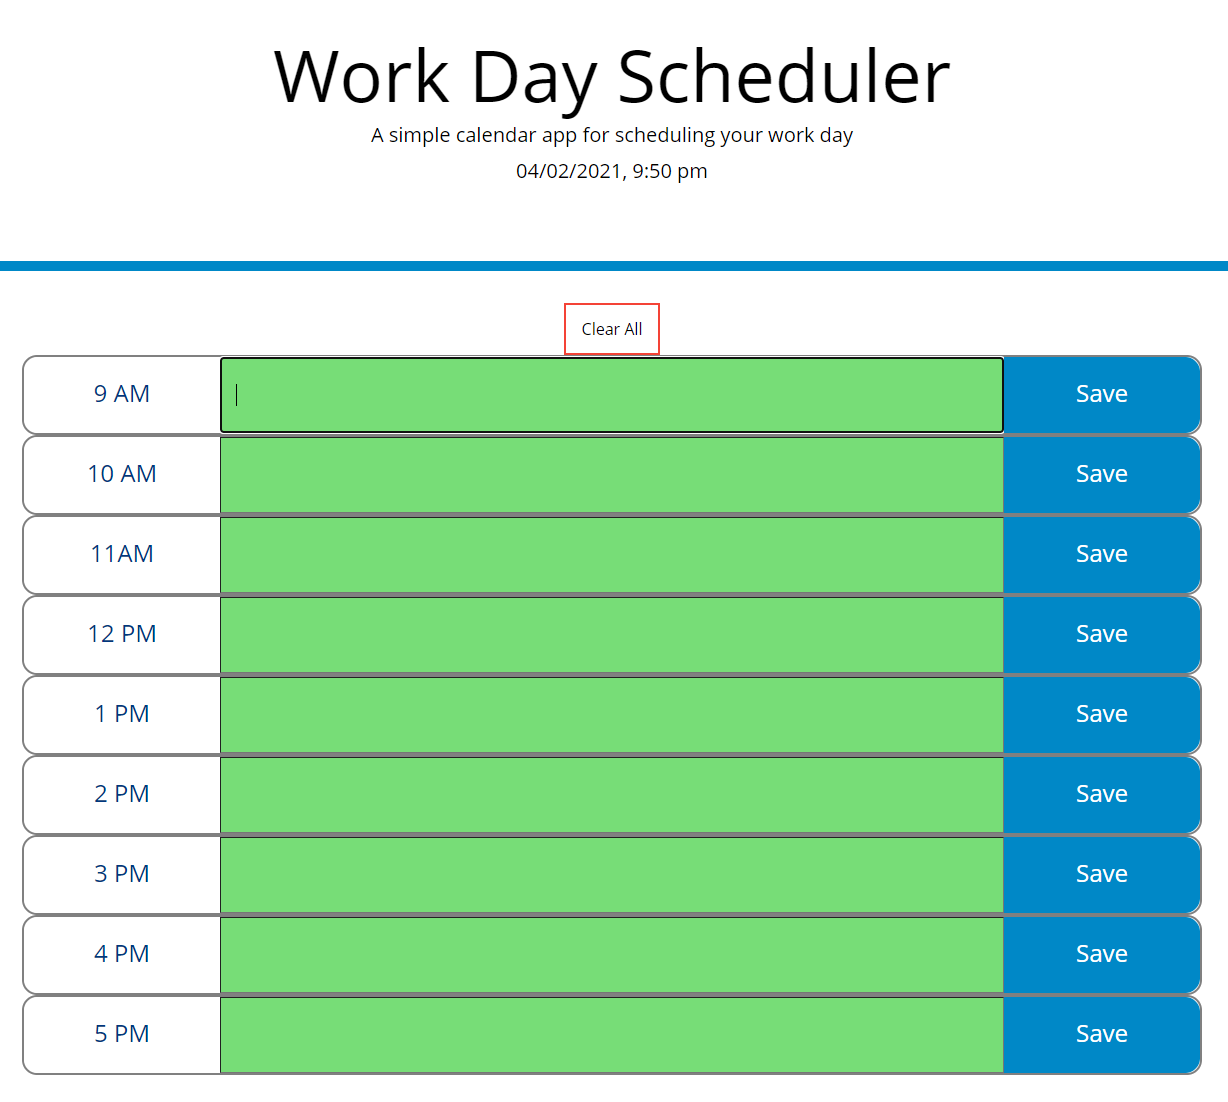 Work Day Scheduler
A simple calendar app for scheduling your work day
04/02/2021, 9:50 pm
Clear All
9 AM Save
10 AM Save
11AM Save
12 PM Save
1 PM Save
2 PM Save
3 PM Save
4 PM Save
5 PM Save